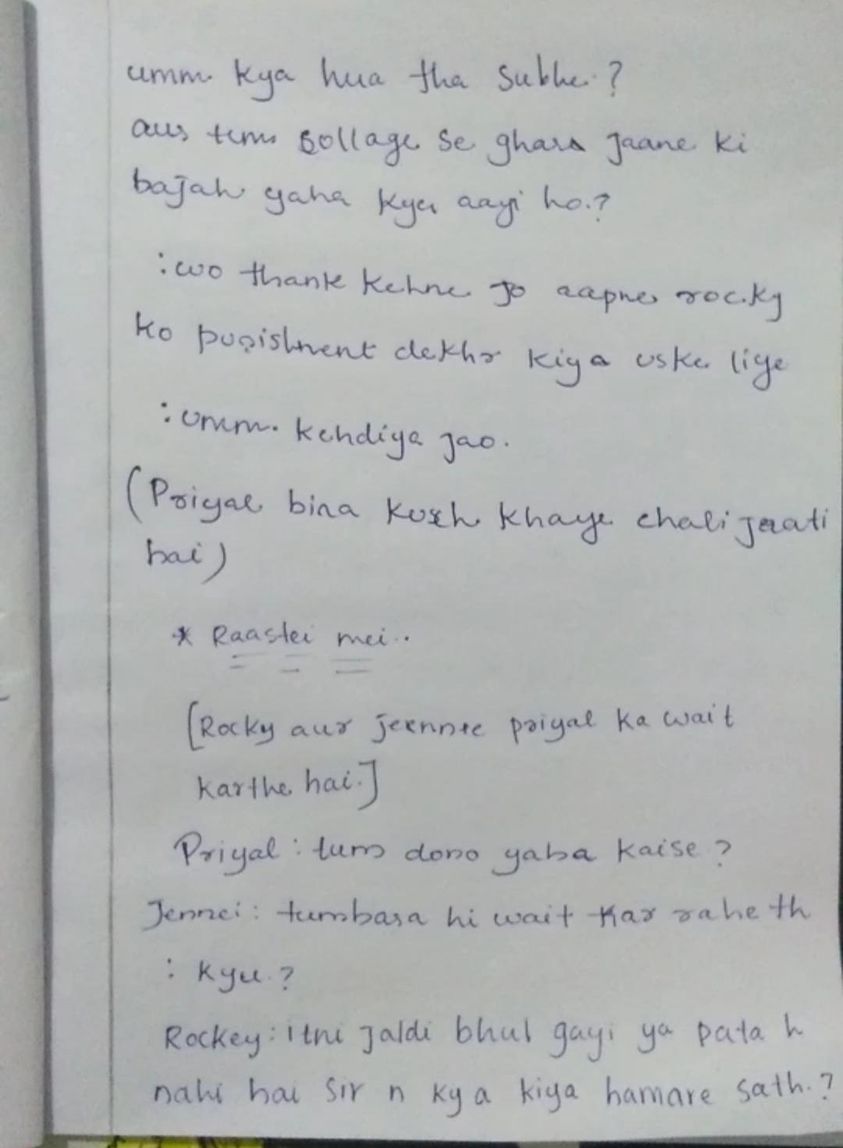 umm kya hua tha subhe.?
aur tum collage se ghar jaane ki
bajah yaha kyu aayi ho.?
:wo thank kehne jo aapne rocky
ko punishment dekhr kiya uske liye
:umm. kehdiya jao.
(Priyal bina kush khaye chali jaati
hai)
* Raastei mei..
[Rocky aur jeennie priyal ka wait
karthe hai.]
Priyal : tum dono yaha kaise ?
Jennei : tumhara hi wait kar rahe th
: kyu.?
Rockey : itni jaldi bhul gayi ya pata h
nahi hai sir n kya kiya hamare sath.?